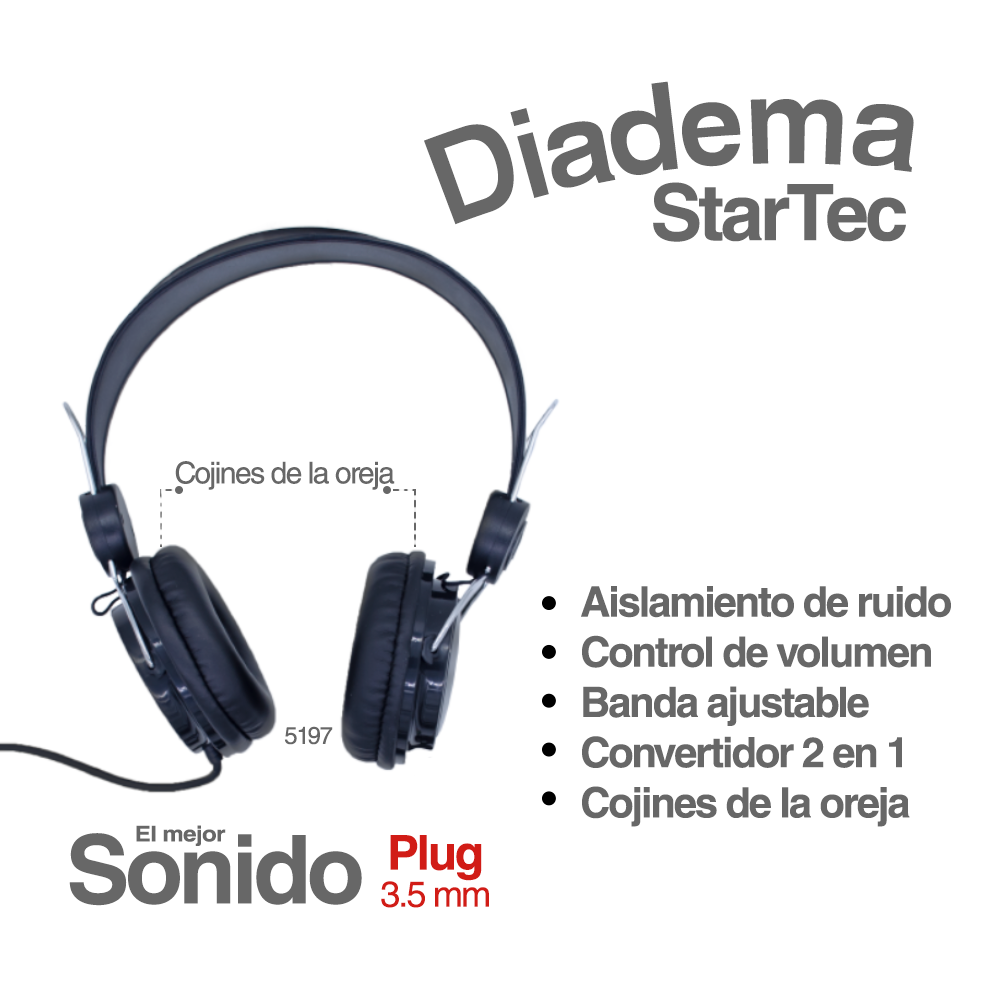 Diadema
StarTec
Cojines de la oreja
5197
• Aislamiento de ruido
• Control de volumen
• Banda ajustable
• Convertidor 2 en 1
• Cojines de la oreja
El mejor
Sonido
Plug
3.5 mm